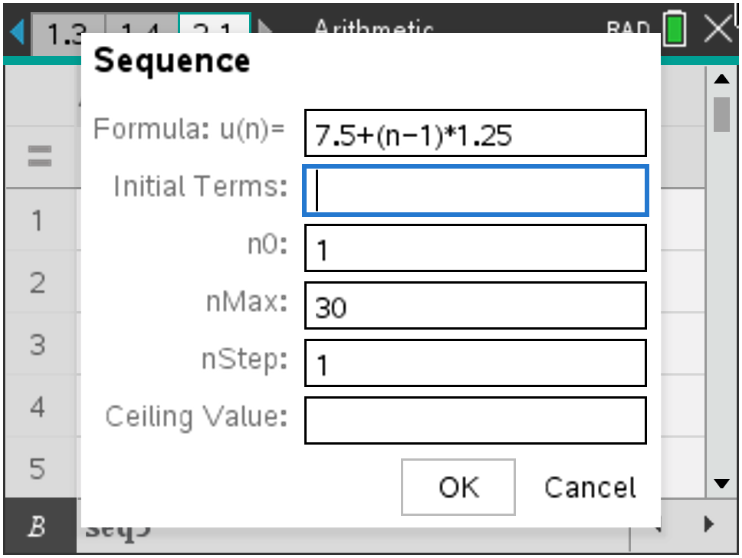 1.3 1.4 2.1 Arithmetic RAD
Sequence
Formula: u(n)= 7.5+(n−1)*1.25
Initial Terms:
n0: 1
nMax: 30
nStep: 1
Ceiling Value:
OK Cancel
=
1
2
3
4
5
B